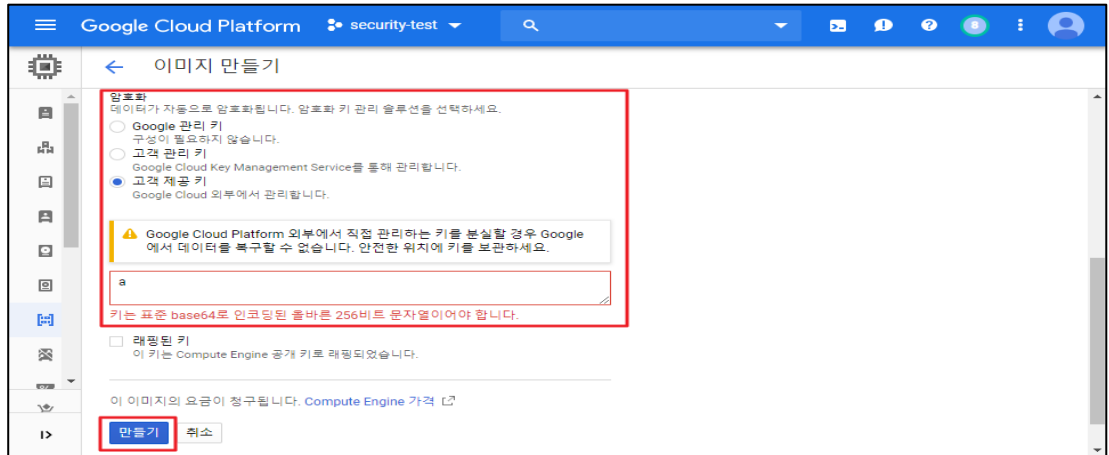 Google Cloud Platform
security-test
8
이미지 만들기
암호화
데이터가 자동으로 암호화됩니다. 암호화 키 관리 솔루션을 선택하세요.
Google 관리 키
구성이 필요하지 않습니다.
고객 관리 키
Google Cloud Key Management Service를 통해 관리합니다.
고객 제공 키
Google Cloud 외부에서 관리합니다.
Google Cloud Platform 외부에서 직접 관리하는 키를 분실할 경우 Google
에서 데이터를 복구할 수 없습니다. 안전한 위치에 키를 보관하세요.
a
키는 표준 base64로 인코딩된 올바른 256비트 문자열이어야 합니다.
래핑된 키
이 키는 Compute Engine 공개 키로 래핑되었습니다.
이 이미지의 요금이 청구됩니다. Compute Engine 가격
만들기
취소